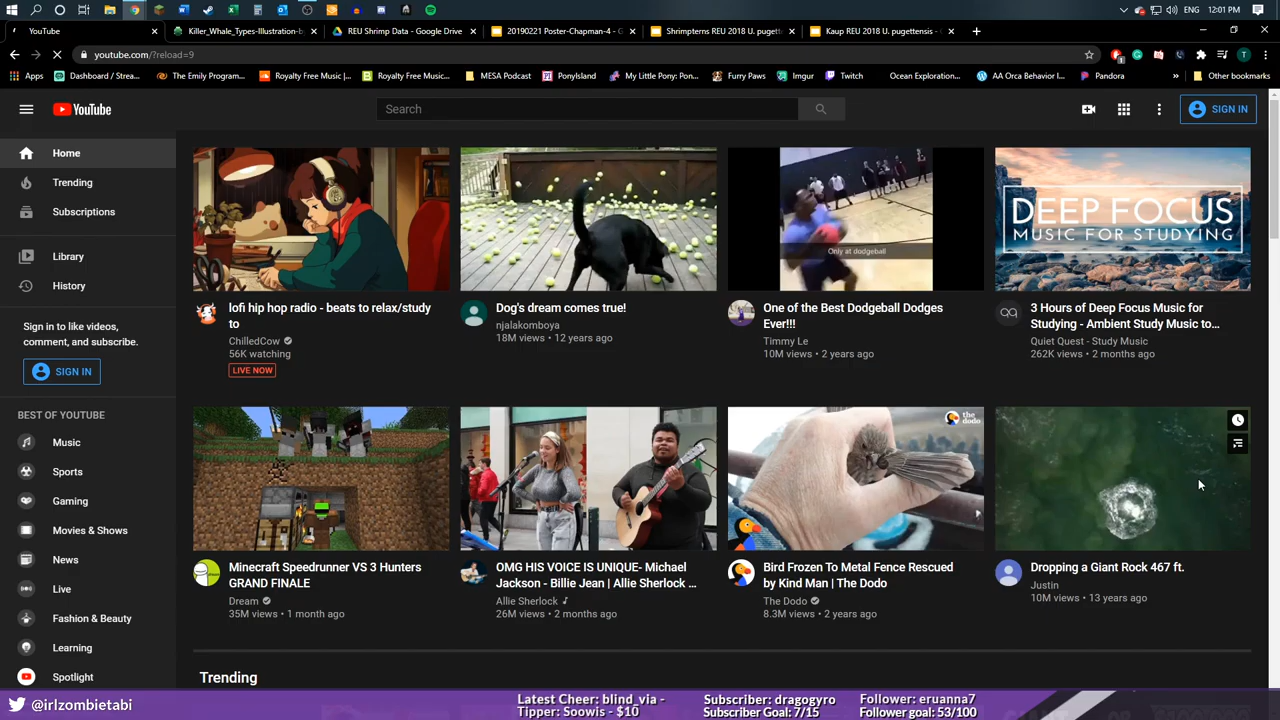 ENG 12:01 PM
YouTube
Killer_Whale_Types-Illustration-b
REU Shrimp Data - Google Drive
20190221 Poster-Chapman-4 - G
Shrimpterns REU 2018 U. pugett
Kaup REU 2018 U. pugettensis -
youtube.com/?reload=9
Apps
Dashboard / Strea...
The Emily Program...
Royalty Free Music |...
Royalty Free Music...
MESA Podcast
PonyIsland
My Little Pony: Pon...
Furry Paws
Imgur
Twitch
Ocean Exploration...
AA Orca Behavior I...
Pandora
»
Other bookmarks
YouTube
Search
SIGN IN
Home
Trending
Subscriptions
Library
History
Sign in to like videos,
comment, and subscribe.
SIGN IN
BEST OF YOUTUBE
Music
Sports
Gaming
Movies & Shows
News
Live
Fashion & Beauty
Learning
Spotlight
lofi hip hop radio - beats to relax/study
to
ChilledCow
56K watching
LIVE NOW
Dog's dream comes true!
njalakomboya
18M views • 12 years ago
Only at dodgeball
One of the Best Dodgeball Dodges
Ever!!!
Timmy Le
10M views • 2 years ago
DEEP FOCUS
MUSIC FOR STUDYING
3 Hours of Deep Focus Music for
Studying - Ambient Study Music to...
Quiet Quest - Study Music
262K views • 2 months ago
Minecraft Speedrunner VS 3 Hunters
GRAND FINALE
Dream
35M views • 1 month ago
OMG HIS VOICE IS UNIQUE- Michael
Jackson - Billie Jean | Allie Sherlock ...
Allie Sherlock
26M views • 2 months ago
the
dodo
Bird Frozen To Metal Fence Rescued
by Kind Man | The Dodo
The Dodo
8.3M views • 2 years ago
Dropping a Giant Rock 467 ft.
Justin
10M views • 13 years ago
Trending
@irlzombietabi
Latest Cheer: blind_via -
Tipper: Soowis - $10
Subscriber: dragogyro
Subscriber Goal: 7/15
Follower: eruanna7
Follower goal: 53/100